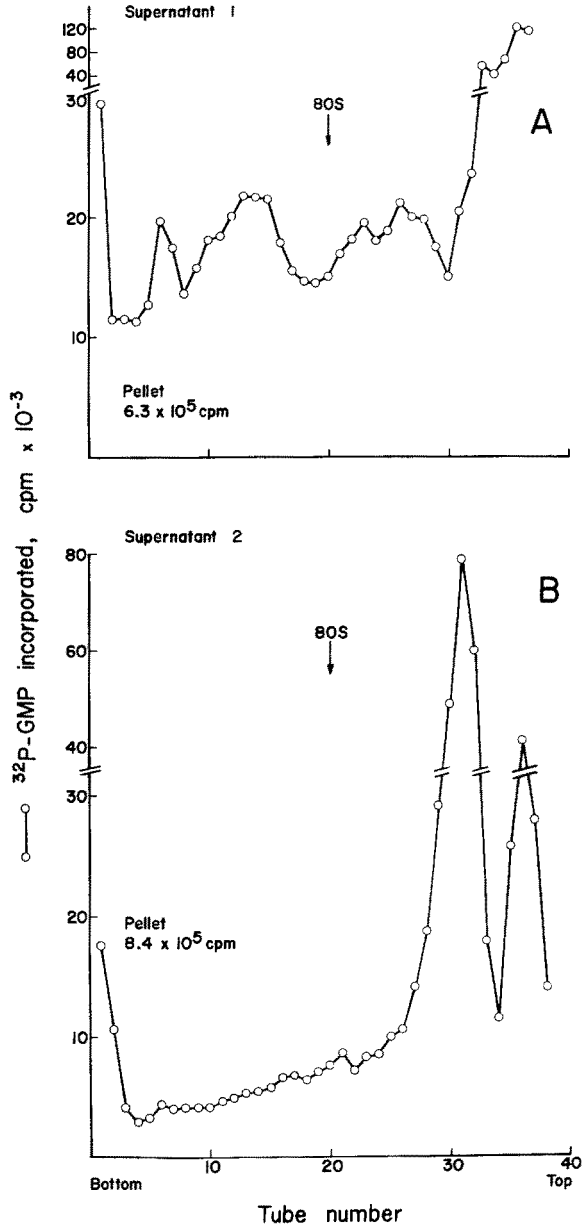 Supernatant 1
120
80
40
30
20
10
80S
A
Pellet
6.3 x 10⁵ cpm
³²P-GMP incorporated, cpm x 10⁻³
Supernatant 2
80
60
40
30
20
10
80S
B
Pellet
8.4 x 10⁵ cpm
10 20 30 40
Bottom Top
Tube number